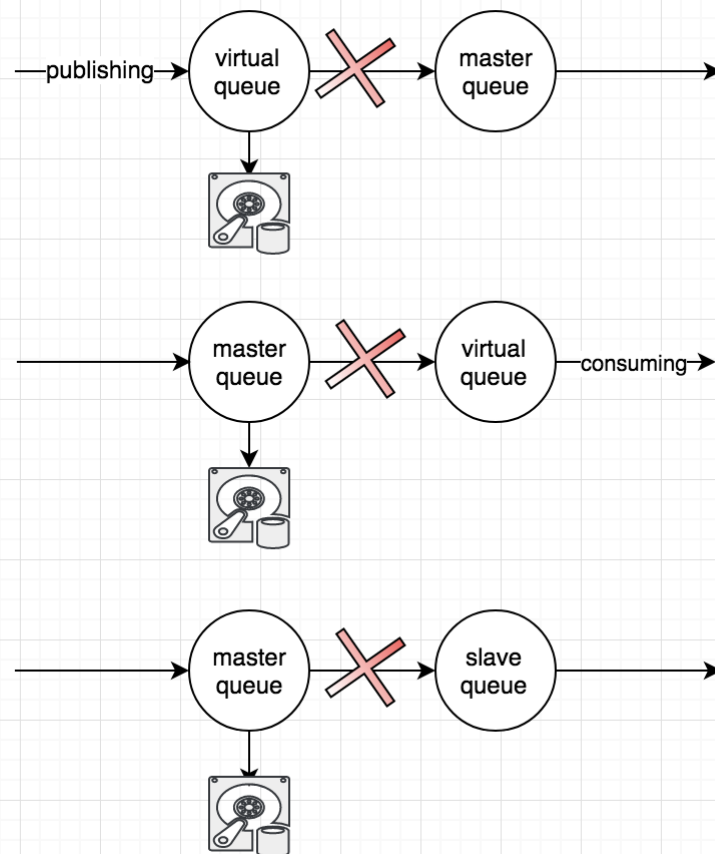 publishing
virtual
queue
master
queue
master
queue
virtual
queue
consuming
master
queue
slave
queue